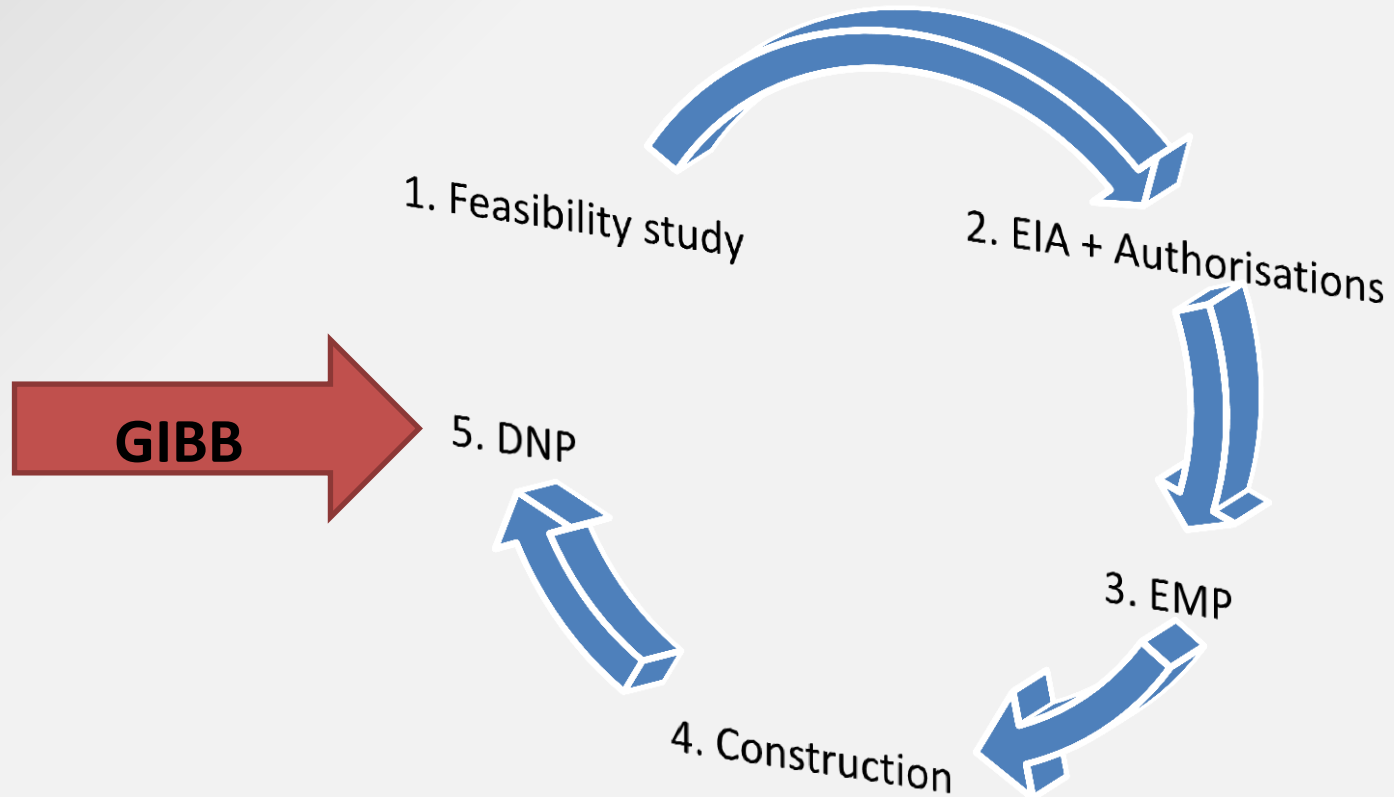 1. Feasibility study
2. EIA + Authorisations
GIBB
5. DNP
3. EMP
4. Construction